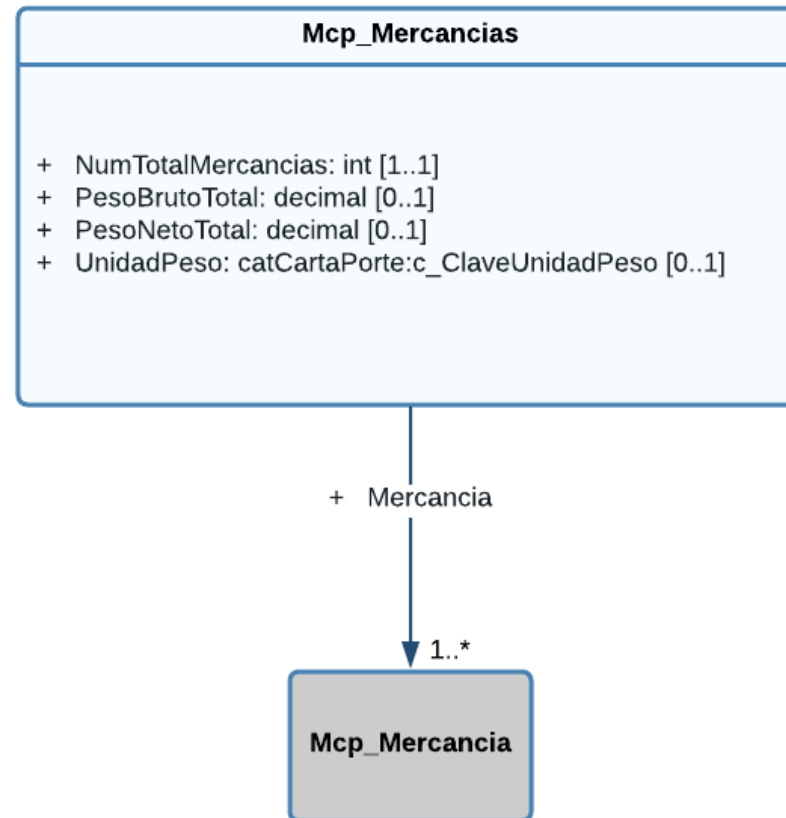 Mcp_Mercancias
+ NumTotalMercancias: int [1..1]
+ PesoBrutoTotal: decimal [0..1]
+ PesoNetoTotal: decimal [0..1]
+ UnidadPeso: catCartaPorte:c_ClaveUnidadPeso [0..1]
+ Mercancia
1..*
Mcp_Mercancia